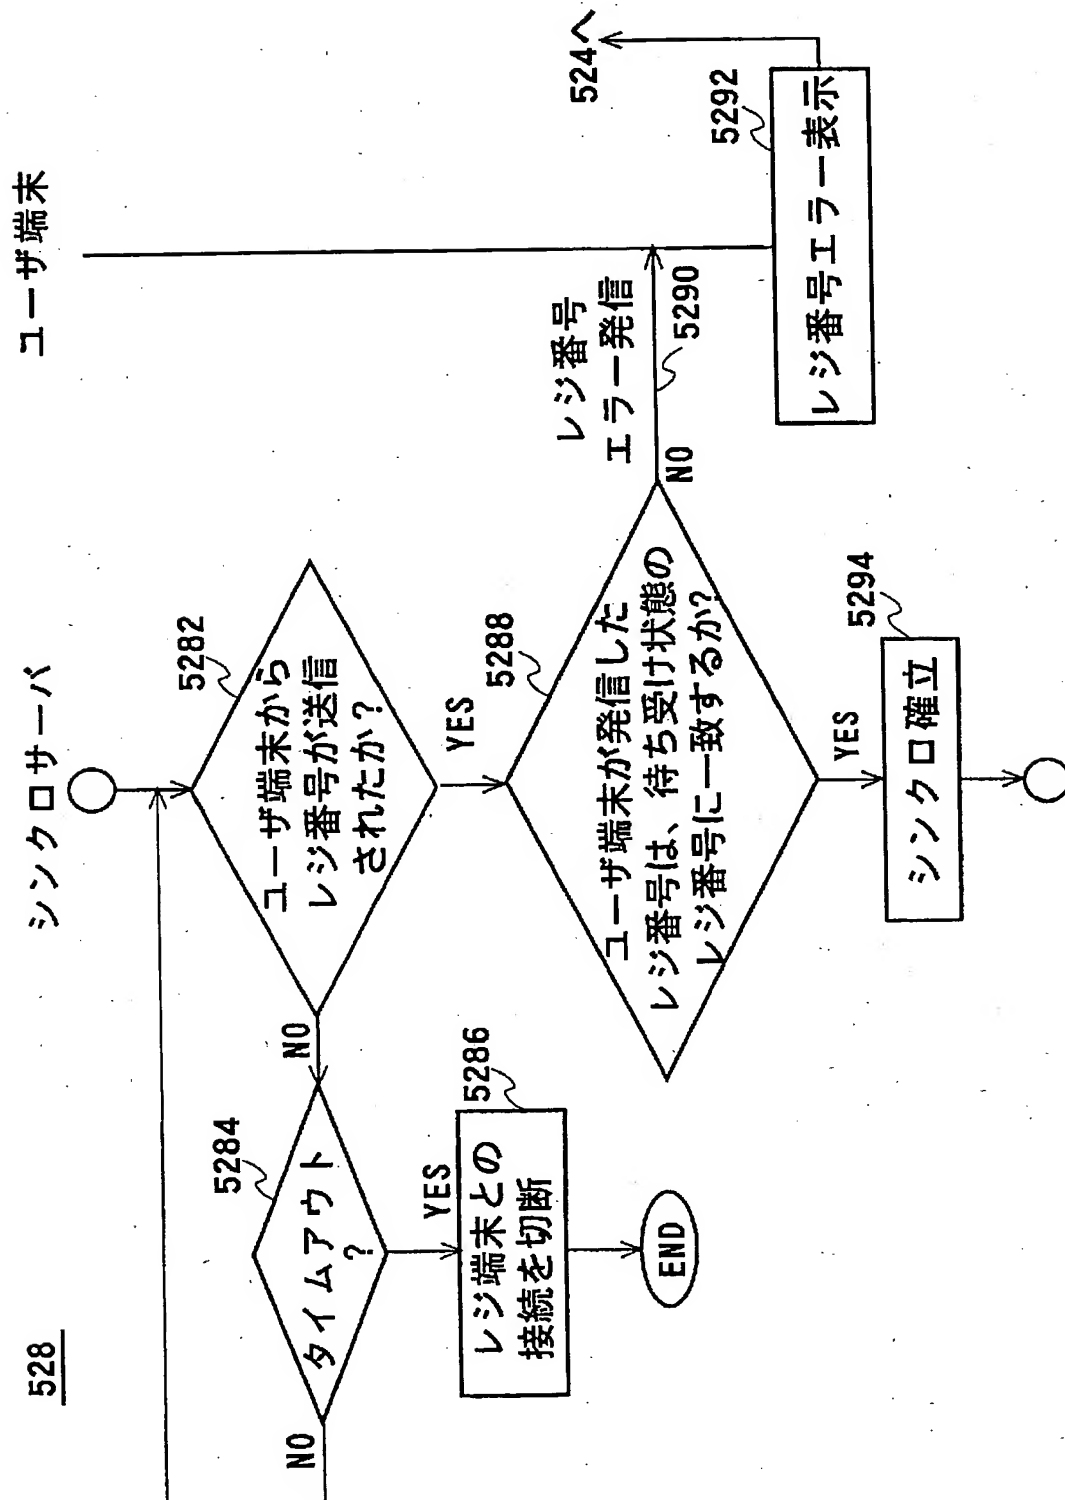 528
シンクロサーバ
ユーザ端末
5282
ユーザ端末から
レジ番号が送信
されたか？
NO
YES
5284
タイムアウト
？
NO
YES
5286
レジ端末との
接続を切断
END
5288
ユーザ端末が発信した
レジ番号は、待ち受け状態の
レジ番号に一致するか？
NO
YES
レジ番号
エラー発信
5290
5292
レジ番号エラー表示
524へ
5294
シンクロ確立